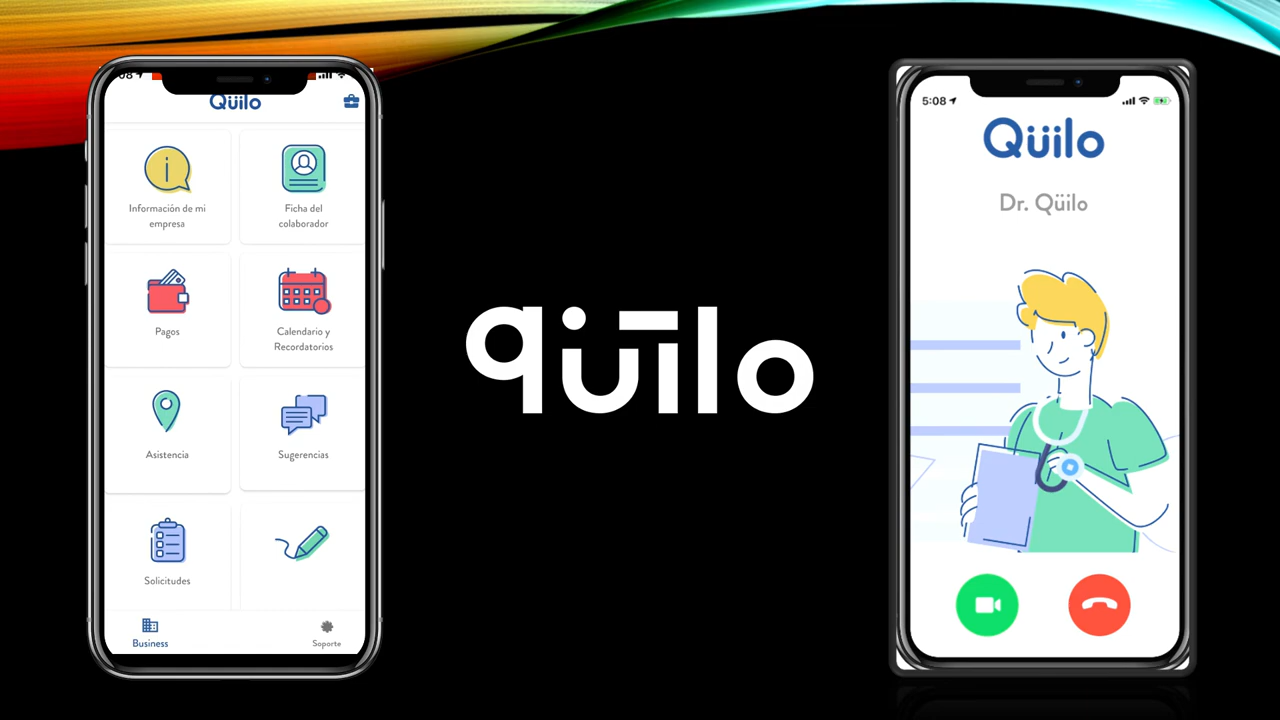 08
Qüilo
Información de mi
empresa
Ficha del
colaborador
Pagos
Calendario y
Recordatorios
Asistencia
Sugerencias
Solicitudes
Business
Soporte
qüilo
5:08
Qüilo
Dr. Qüilo